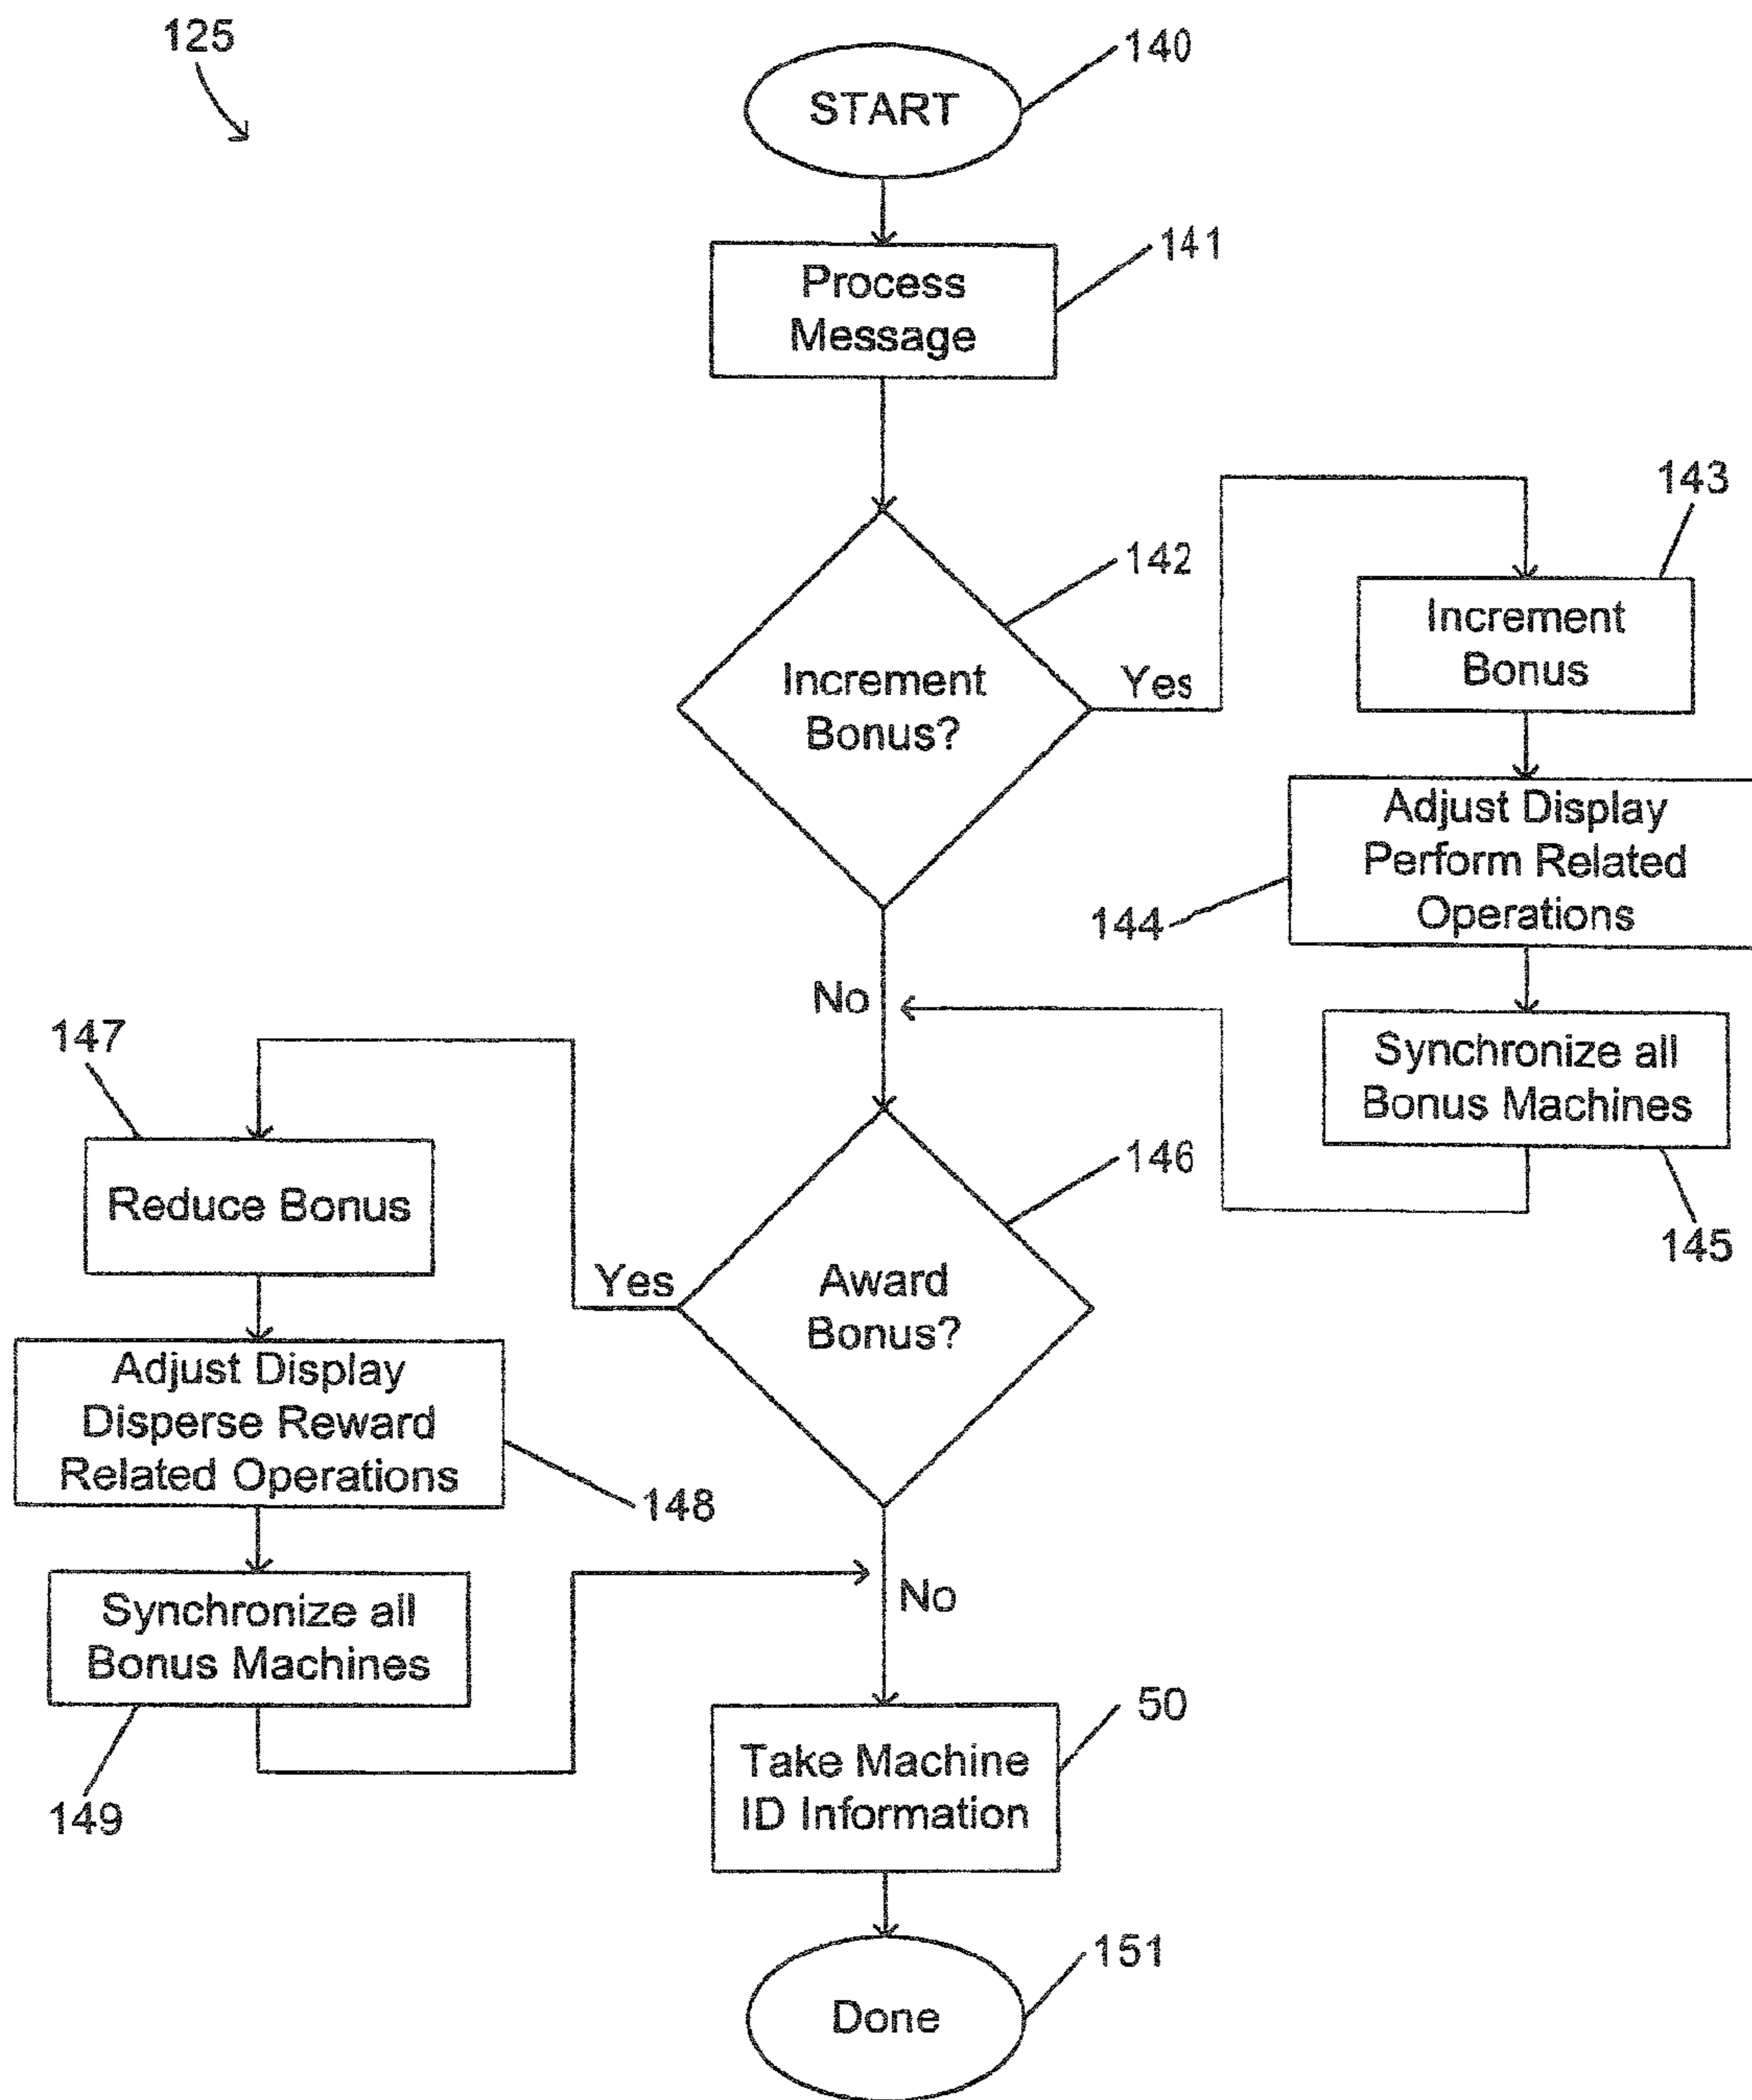 125
START
140
Process
Message
141
Increment
Bonus?
142
Yes
No
143
Increment
Bonus
Adjust Display
Perform Related
Operations
144
Synchronize all
Bonus Machines
145
Award
Bonus?
146
Yes
No
147
Reduce Bonus
Adjust Display
Disperse Reward
Related Operations
148
Synchronize all
Bonus Machines
149
Take Machine
ID Information
50
Done
151